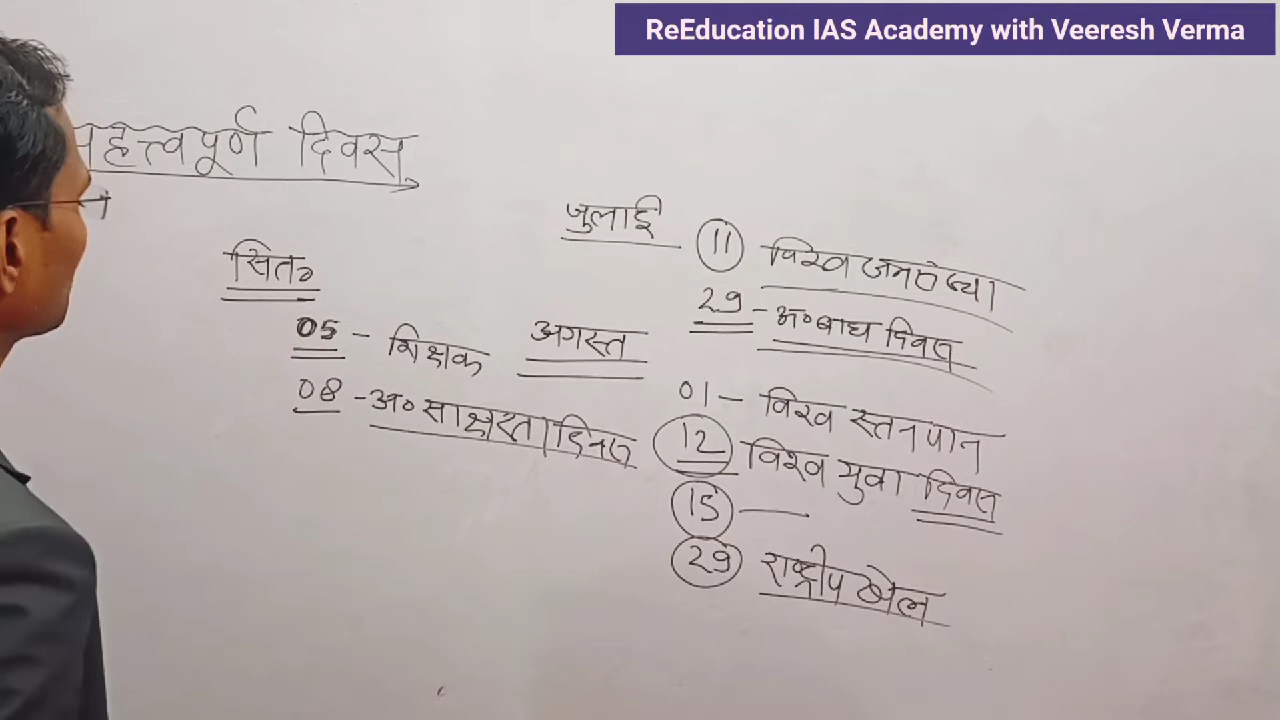 ReEducation IAS Academy with Veeresh Verma
महत्त्वपूर्ण दिवस
जुलाई
11 विश्व जनसंख्या
29 - अ० बाघ दिवस
सित०
05 - शिक्षक
08 - अ० साक्षरता दिवस
अगस्त
01 - विश्व स्तनपान
12 विश्व युवा दिवस
15 —
29 राष्ट्रीय खेल